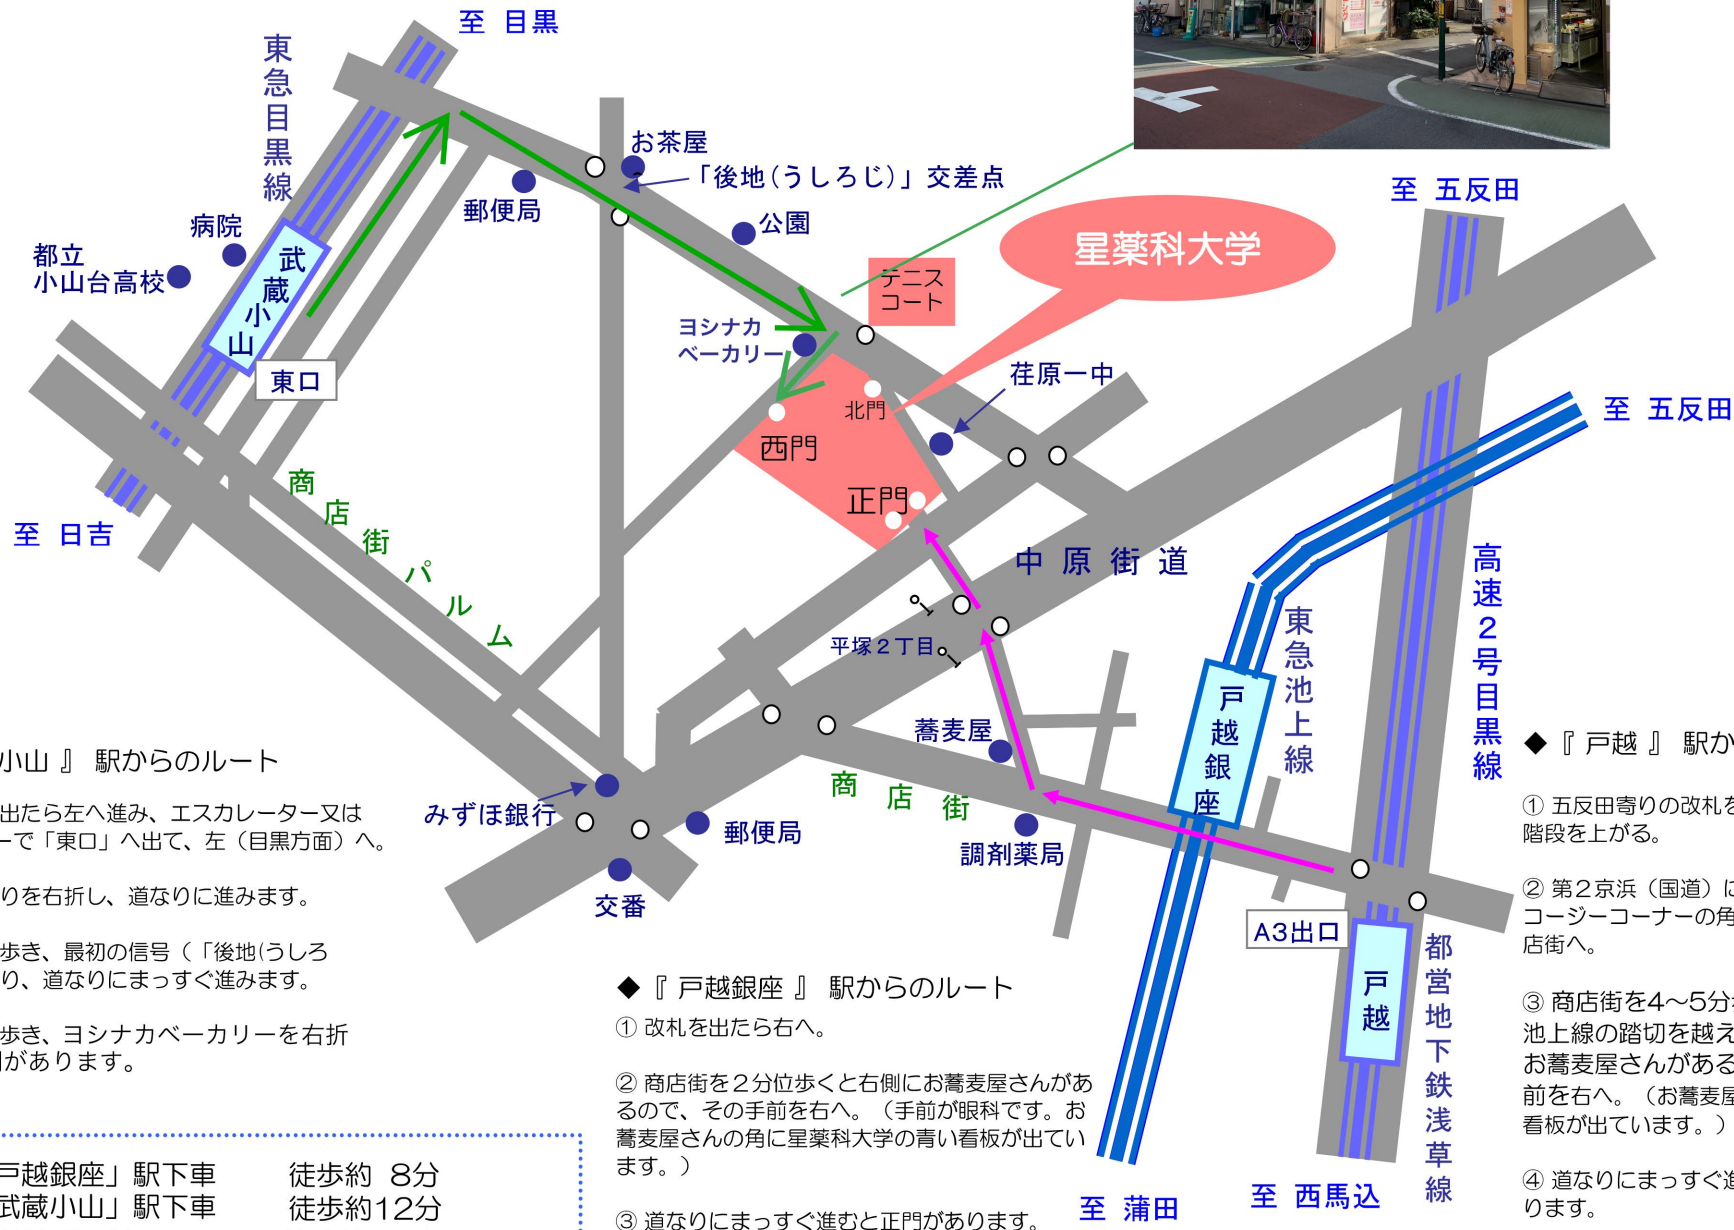 至 目黒
東急目黒線
お茶屋
「後地(うしろじ)」交差点
郵便局
公園
病院
都立
小山台高校
武蔵小山
東口
至 日吉
商店街パルム
ヨシナカ
ベーカリー
テニス
コート
星薬科大学
北門
西門
正門
荏原一中
至 五反田
至 五反田
中原街道
平塚2丁目
高速2号目黒線
東急池上線
戸越銀座
蕎麦屋
商店街
調剤薬局
みずほ銀行
郵便局
交番
A3出口
戸越
都営地下鉄浅草線
至 蒲田
至 西馬込
小山 』 駅からのルート
出たら左へ進み、エスカレーター又は
ーで「東口」へ出て、左（目黒方面）へ。
りを右折し、道なりに進みます。
歩き、最初の信号（「後地(うしろ
り、道なりにまっすぐ進みます。
歩き、ヨシナカベーカリーを右折
があります。
戸越銀座」駅下車 徒歩約 8分
武蔵小山」駅下車 徒歩約12分
◆『 戸越銀座 』 駅からのルート
① 改札を出たら右へ。
② 商店街を２分位歩くと右側にお蕎麦屋さんがあ
るので、その手前を右へ。（手前が眼科です。お
蕎麦屋さんの角に星薬科大学の青い看板が出てい
ます。）
③ 道なりにまっすぐ進むと正門があります。
◆『 戸越 』 駅か
① 五反田寄りの改札を
階段を上がる。
② 第２京浜（国道）に
コージーコーナーの角
店街へ。
③ 商店街を4〜5分
池上線の踏切を越え
お蕎麦屋さんがある
前を右へ。（お蕎麦屋
看板が出ています。）
④ 道なりにまっすぐ進
ります。